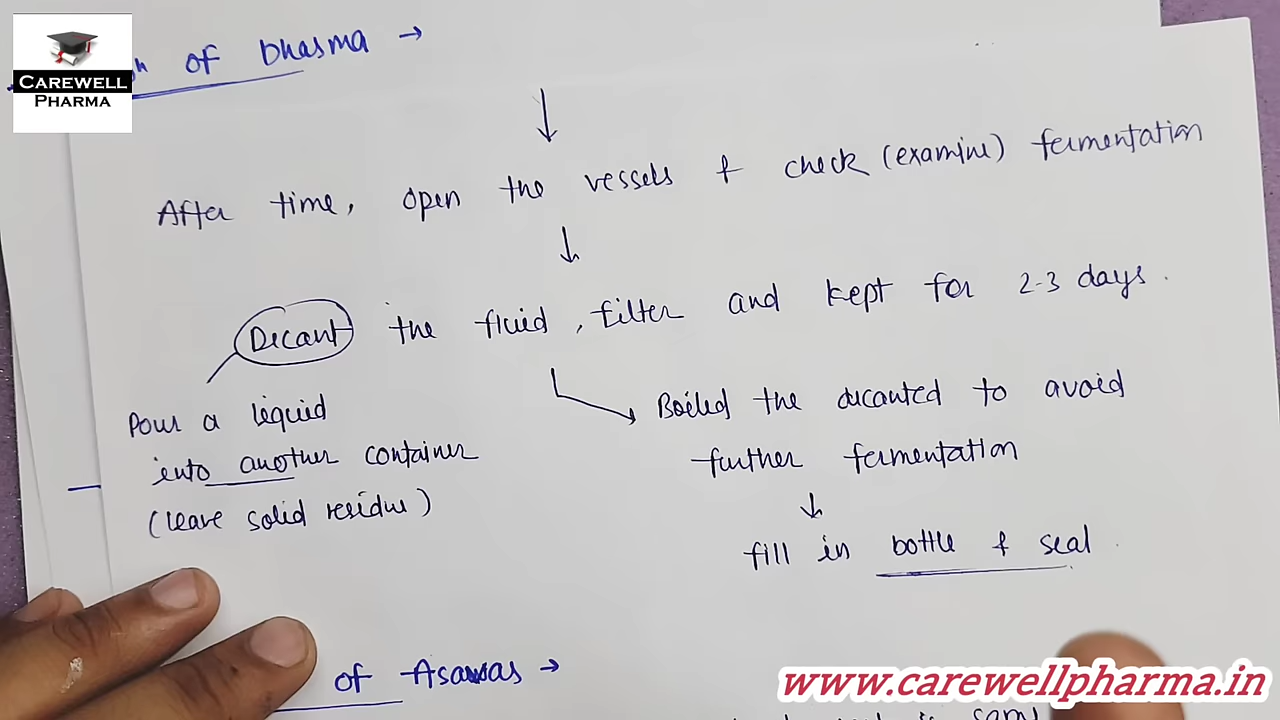 CAREWELL
PHARMA
of bhasma →
↓
After time, open the vessels & check (examine) fermentation
↓
Decant the fluid, filter and kept for 2-3 days.
Pour a liquid
into another container
(leave solid residue)
Boiled the decanted to avoid
further fermentation
↓
fill in bottle & seal
of Asawas →
www.carewellpharma.in